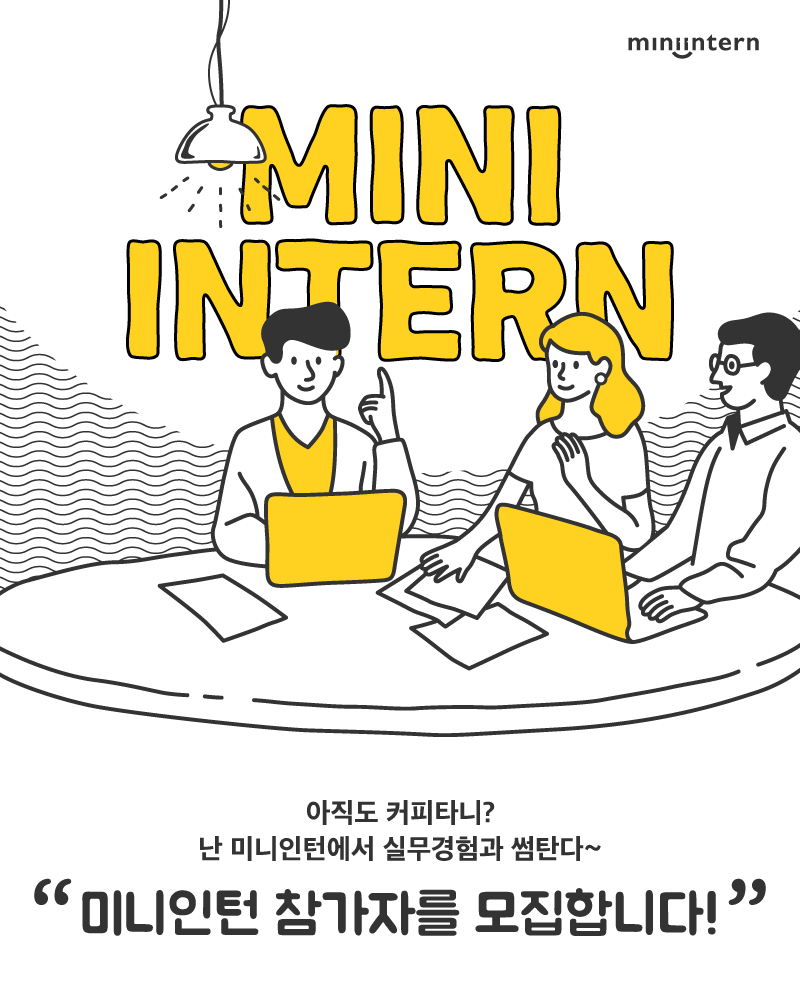 miniintern
MINI
INTERN
아직도 커피타니?
난 미니인턴에서 실무경험과 썸탄다~
“미니인턴 참가자를 모집합니다!”